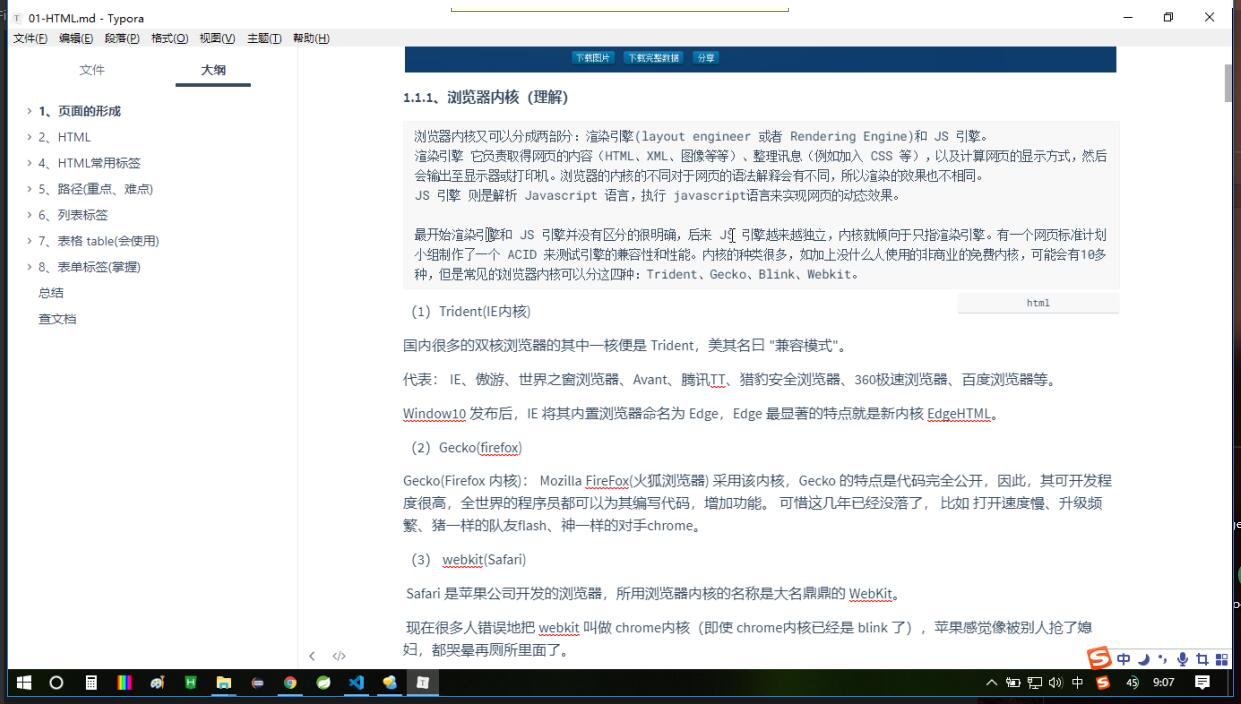 01-HTML.md - Typora
文件(F) 编辑(E) 段落(P) 格式(O) 视图(V) 主题(T) 帮助(H)
文件 大纲
1、页面的形成
2、HTML
4、HTML常用标签
5、路径(重点、难点)
6、列表标签
7、表格 table(会使用)
8、表单标签(掌握)
总结
查文档
下载图片 下载完整数据 分享
1.1.1、浏览器内核（理解）
浏览器内核又可以分成两部分：渲染引擎(layout engineer 或者 Rendering Engine)和 JS 引擎。
渲染引擎 它负责取得网页的内容（HTML、XML、图像等等）、整理讯息（例如加入 CSS 等），以及计算网页的显示方式，然后
会输出至显示器或打印机。浏览器的内核的不同对于网页的语法解释会有不同，所以渲染的效果也不相同。
JS 引擎 则是解析 Javascript 语言，执行 javascript语言来实现网页的动态效果。
最开始渲染引擎和 JS 引擎并没有区分的很明确，后来 JS 引擎越来越独立，内核就倾向于只指渲染引擎。有一个网页标准计划
小组制作了一个 ACID 来测试引擎的兼容性和性能。内核的种类很多，如加上没什么人使用的非商业的免费内核，可能会有10多
种，但是常见的浏览器内核可以分这四种：Trident、Gecko、Blink、Webkit。
html
（1）Trident(IE内核)
国内很多的双核浏览器的其中一核便是 Trident，美其名曰 "兼容模式"。
代表： IE、傲游、世界之窗浏览器、Avant、腾讯TT、猎豹安全浏览器、360极速浏览器、百度浏览器等。
Window10 发布后，IE 将其内置浏览器命名为 Edge，Edge 最显著的特点就是新内核 EdgeHTML。
（2）Gecko(firefox)
Gecko(Firefox 内核)： Mozilla FireFox(火狐浏览器) 采用该内核，Gecko 的特点是代码完全公开，因此，其可开发程
度很高，全世界的程序员都可以为其编写代码，增加功能。 可惜这几年已经没落了， 比如 打开速度慢、升级频
繁、猪一样的队友flash、神一样的对手chrome。
（3） webkit(Safari)
Safari 是苹果公司开发的浏览器，所用浏览器内核的名称是大名鼎鼎的 WebKit。
现在很多人错误地把 webkit 叫做 chrome内核（即使 chrome内核已经是 blink 了），苹果感觉像被别人抢了媳
妇，都哭晕再厕所里面了。
中
中 45 9:07